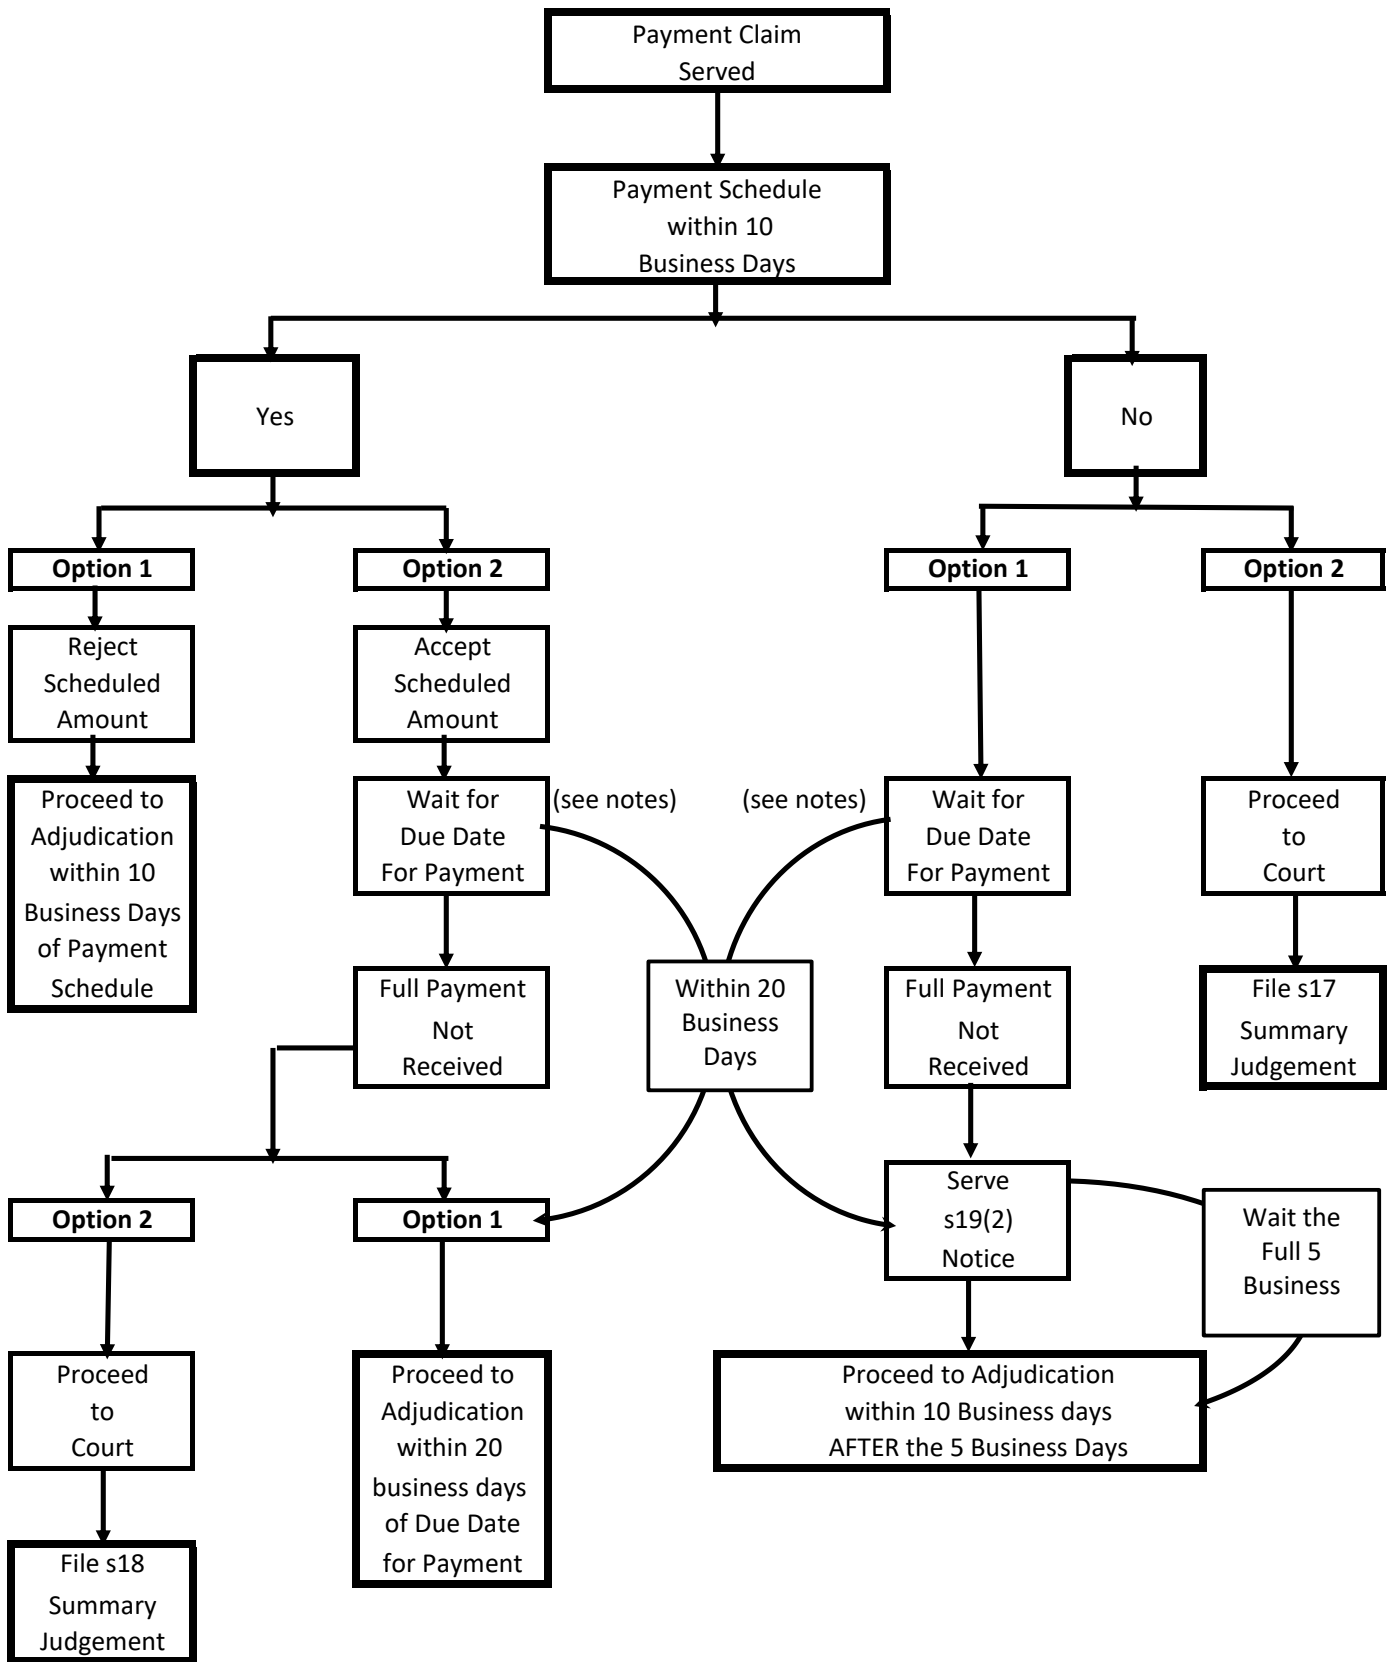 Payment Claim
Served
Payment Schedule
within 10
Business Days
Yes
No
Option 1
Option 2
Option 1
Option 2
Reject
Scheduled
Amount
Accept
Scheduled
Amount
Proceed to
Adjudication
within 10
Business Days
of Payment
Schedule
Wait for
Due Date
For Payment
(see notes)
(see notes)
Wait for
Due Date
For Payment
Proceed
to
Court
Full Payment
Not
Received
Within 20
Business
Days
Full Payment
Not
Received
File s17
Summary
Judgement
Option 2
Option 1
Serve
s19(2)
Notice
Wait the
Full 5
Business
Proceed
to
Court
Proceed to
Adjudication
within 20
business days
of Due Date
for Payment
Proceed to Adjudication
within 10 Business days
AFTER the 5 Business Days
File s18
Summary
Judgement